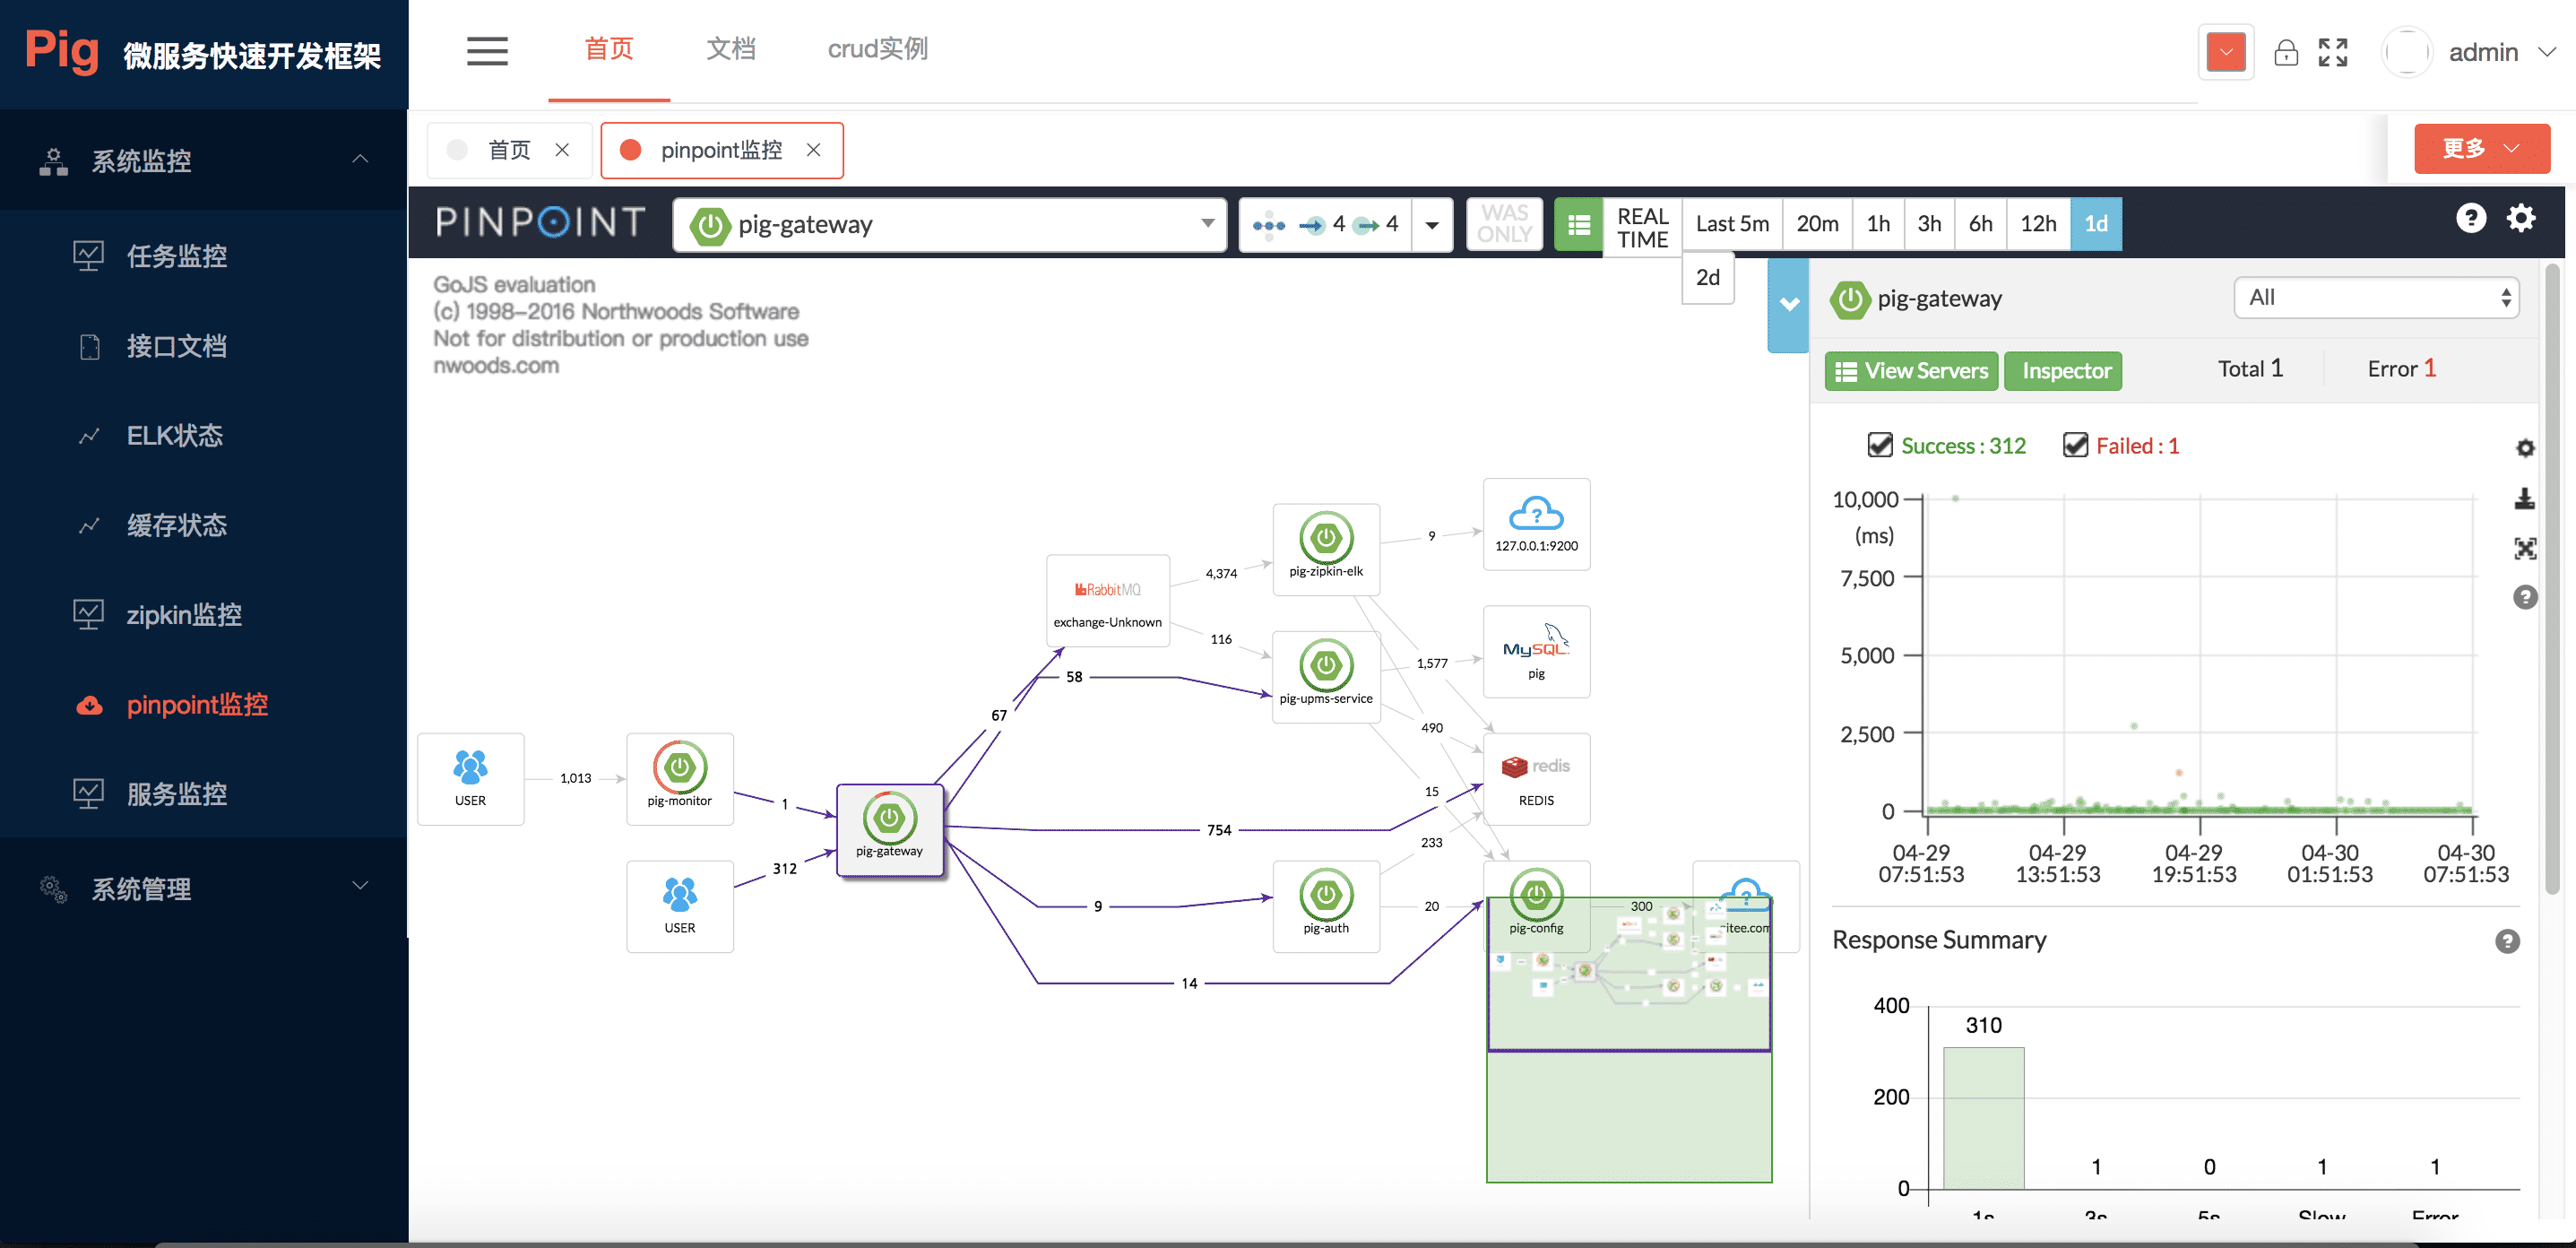 Pig 微服务快速开发框架
首页
文档
crud实例
admin
系统监控
任务监控
接口文档
ELK状态
缓存状态
zipkin监控
pinpoint监控
服务监控
系统管理
首页
pinpoint监控
更多
PINPOINT
pig-gateway
4 4
WAS ONLY
REAL TIME
Last 5m
20m
1h
3h
6h
12h
1d
2d
GoJS evaluation
(c) 1998-2016 Northwoods Software
Not for distribution or production use
nwoods.com
USER
1,013
pig-monitor
1
USER
312
pig-gateway
67
58
754
9
14
RabbitMQ
exchange-Unknown
4,374
116
pig-zipkin-elk
pig-upms-service
pig-auth
9
1,577
490
15
233
20
127.0.0.1:9200
MySQL
pig
redis
REDIS
pig-config
300
itee.com
pig-gateway
All
View Servers
Inspector
Total 1
Error 1
Success : 312
Failed : 1
10,000
(ms)
7,500
5,000
2,500
0
04-29 07:51:53
04-29 13:51:53
04-29 19:51:53
04-30 01:51:53
04-30 07:51:53
Response Summary
400
200
0
310
1
0
1
1
1s
3s
5s
Slow
Error